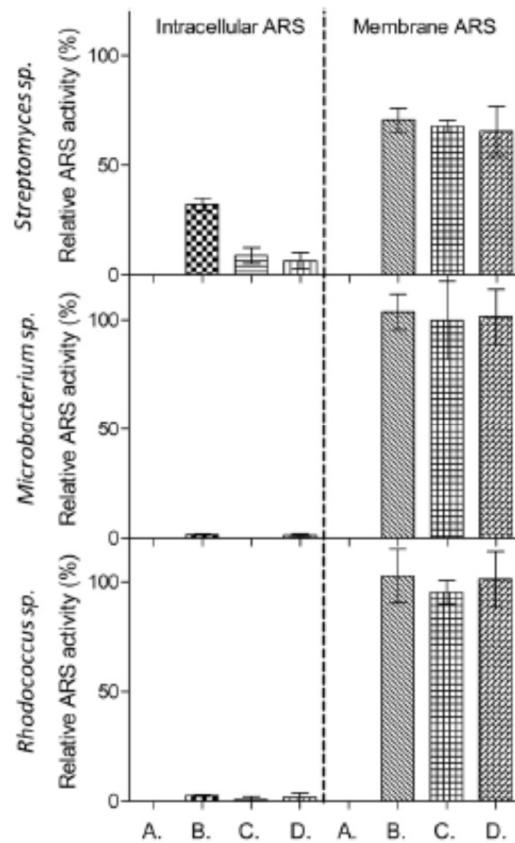 Intracellular ARS Membrane ARS
Streptomyces sp.
Relative ARS activity (%)
100
50
0
Microbacterium sp.
Relative ARS activity (%)
100
50
0
Rhodococcus sp.
Relative ARS activity (%)
100
50
0
A. B. C. D. A. B. C. D.